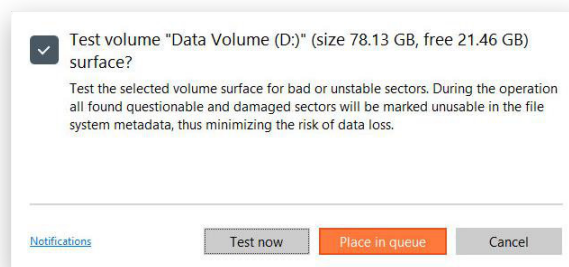 Test volume "Data Volume (D:)" (size 78.13 GB, free 21.46 GB)
surface?
Test the selected volume surface for bad or unstable sectors. During the operation
all found questionable and damaged sectors will be marked unusable in the file
system metadata, thus minimizing the risk of data loss.
Notifications
Test now
Place in queue
Cancel